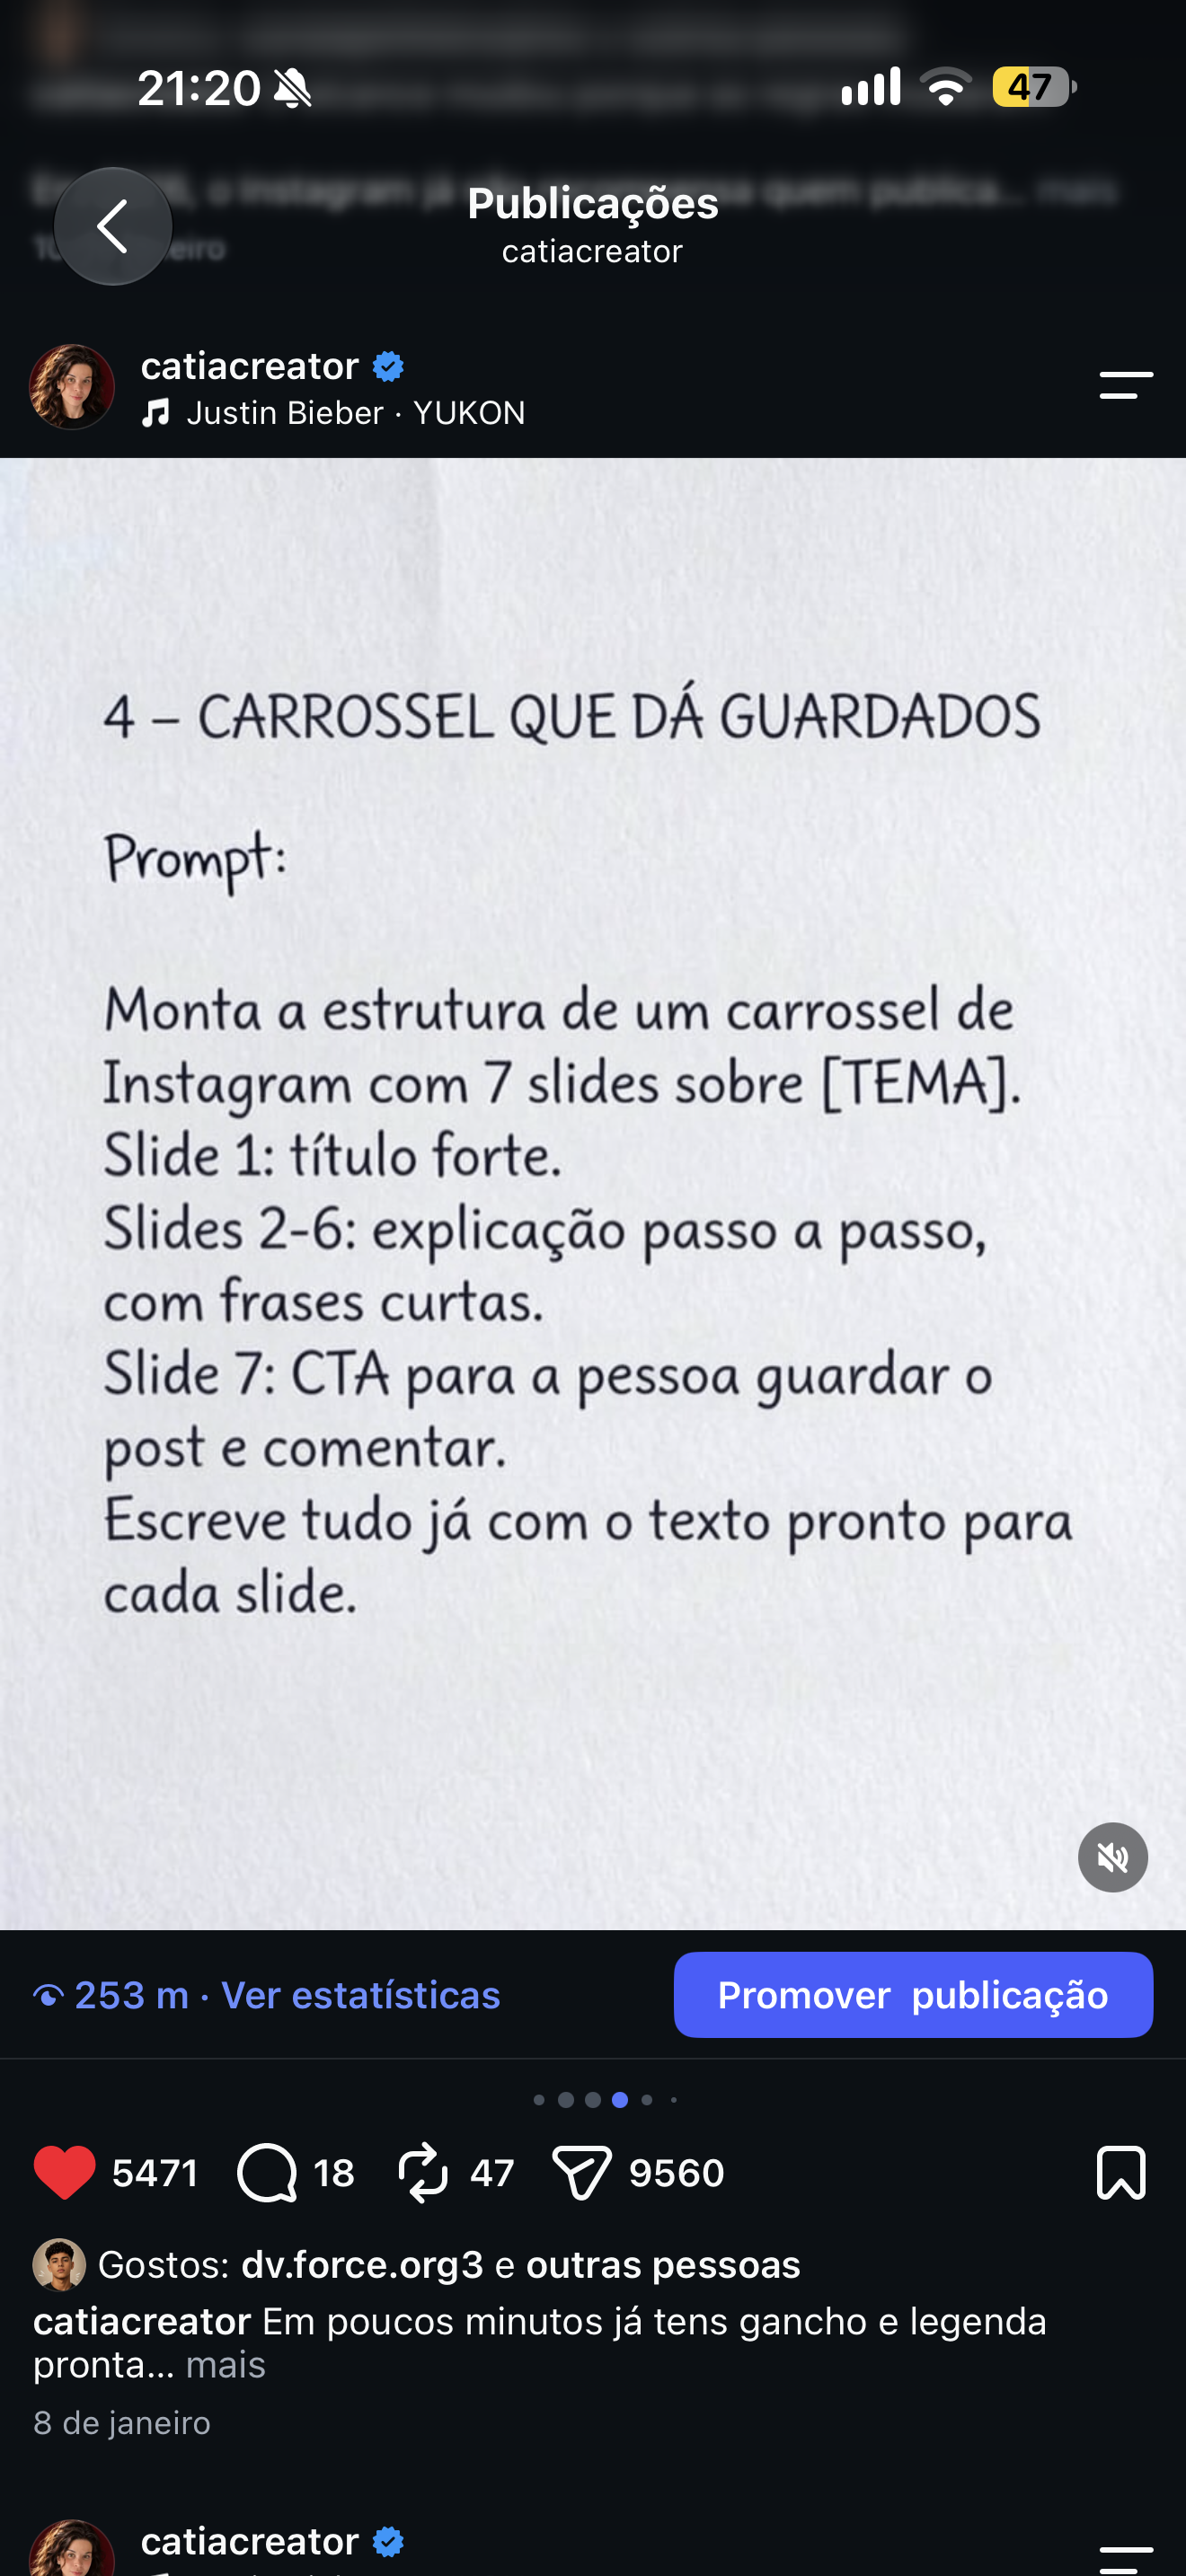 21:20
47
Publicações
catiacreator
catiacreator
Justin Bieber · YUKON
4 – CARROSSEL QUE DÁ GUARDADOS
Prompt:
Monta a estrutura de um carrossel de
Instagram com 7 slides sobre [TEMA].
Slide 1: título forte.
Slides 2-6: explicação passo a passo,
com frases curtas.
Slide 7: CTA para a pessoa guardar o
post e comentar.
Escreve tudo já com o texto pronto para
cada slide.
253 m · Ver estatísticas
Promover publicação
5471
18
47
9560
Gostos: dv.force.org3 e outras pessoas
catiacreator Em poucos minutos já tens gancho e legenda
pronta... mais
8 de janeiro
catiacreator